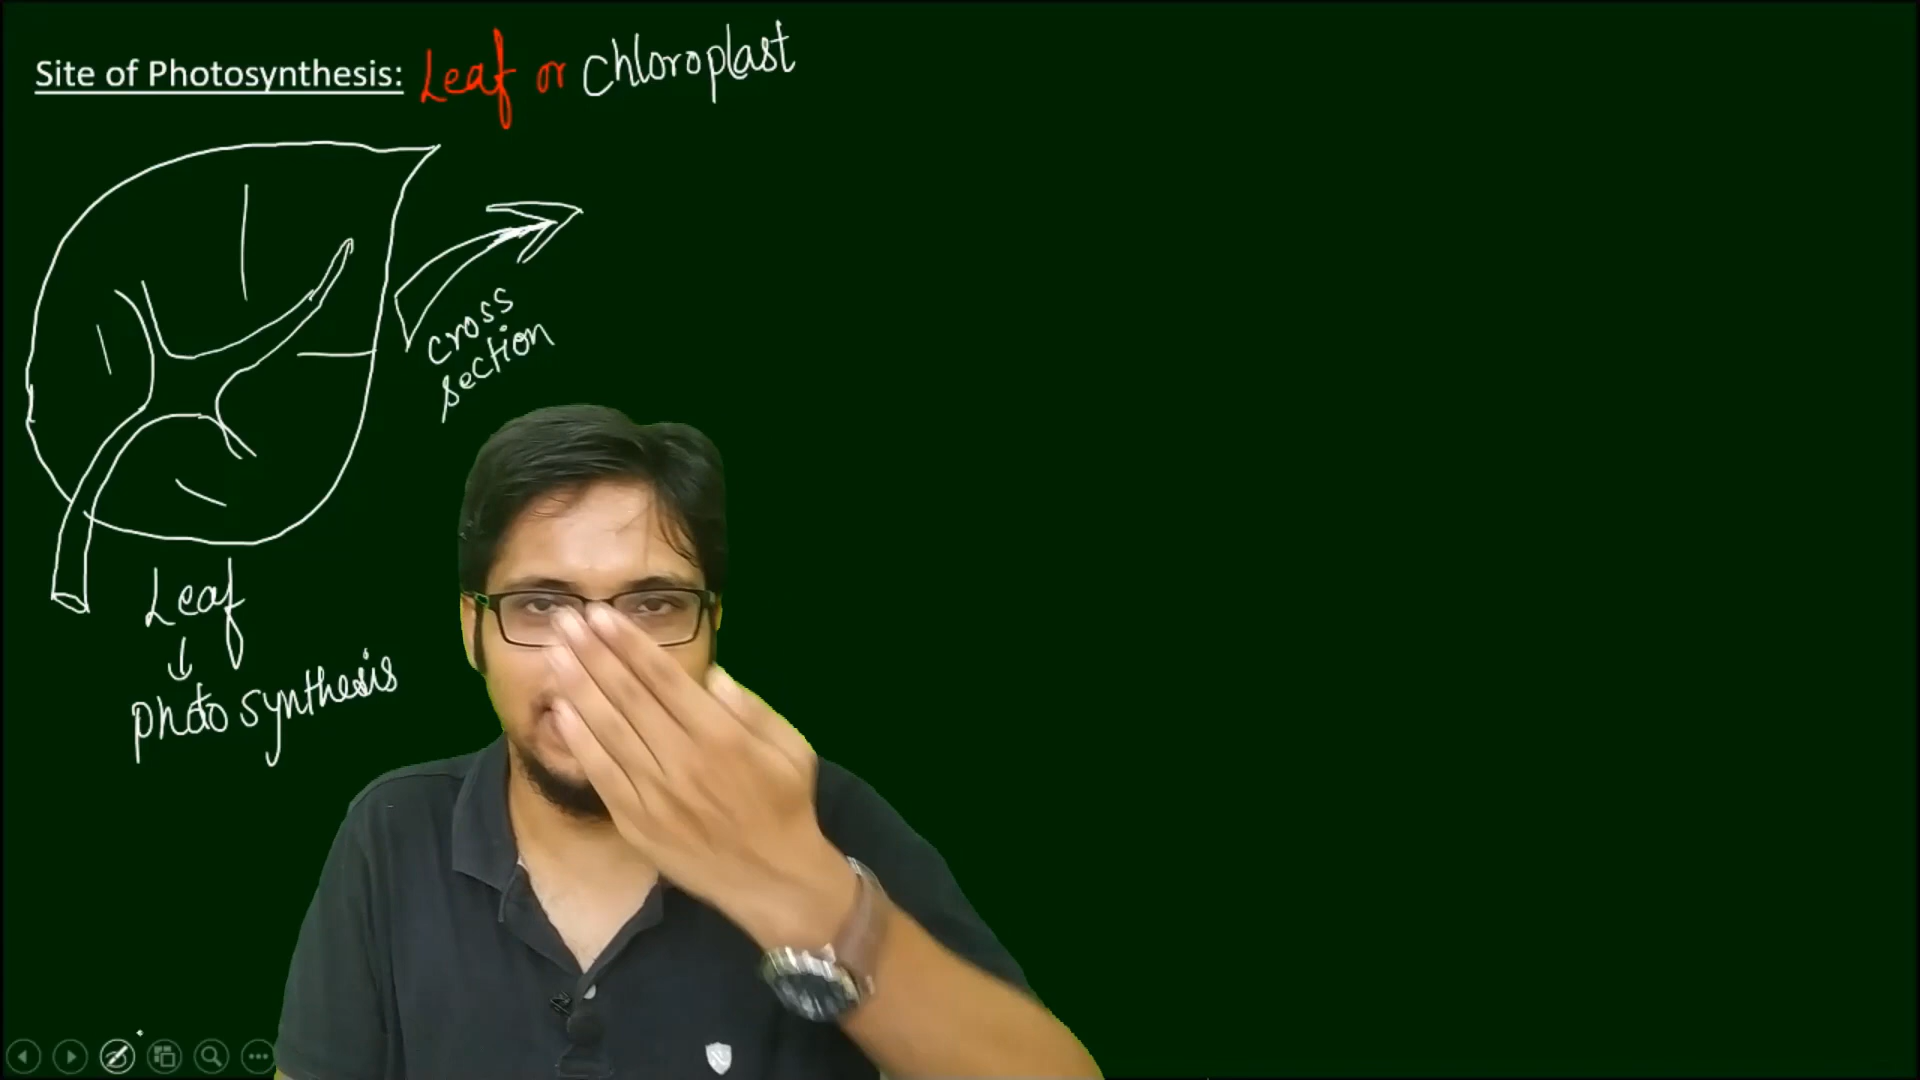 Site of Photosynthesis: Leaf or Chloroplast
cross
section
Leaf
↓
photosynthesis